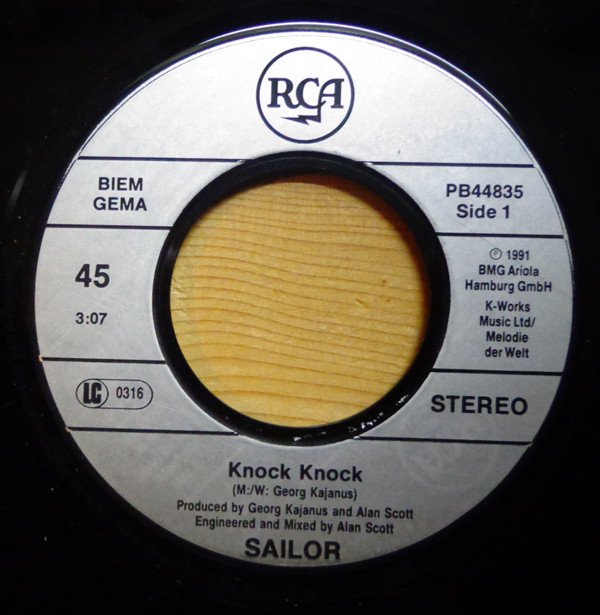 RCA
BIEM
GEMA
45
3:07
LC 0316
PB44835
Side 1
℗ 1991
BMG Ariola
Hamburg GmbH
K-Works
Music Ltd/
Melodie
der Welt
STEREO
Knock Knock
(M:/W: Georg Kajanus)
Produced by Georg Kajanus and Alan Scott
Engineered and Mixed by Alan Scott
SAILOR